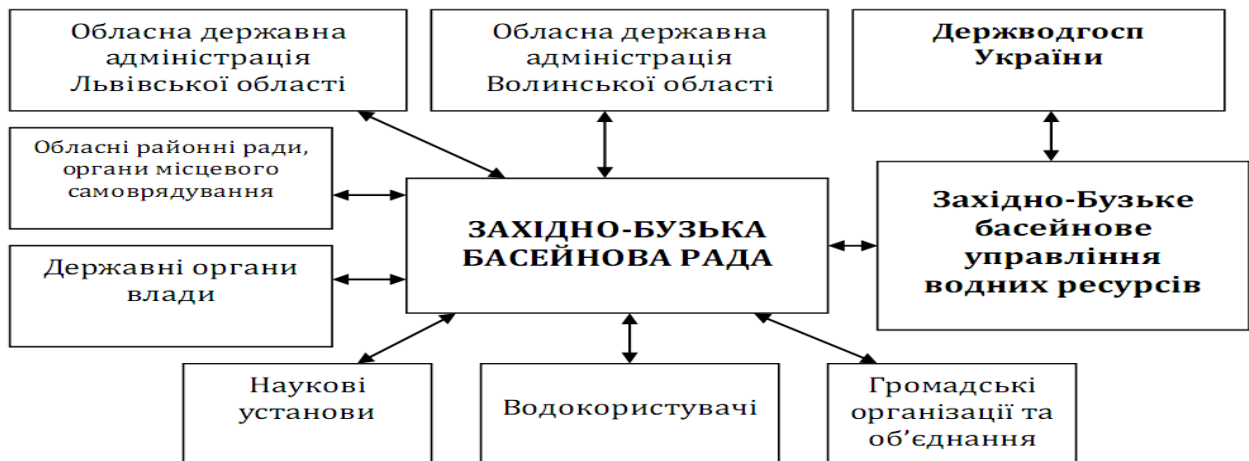 Обласна державна
адміністрація
Львівської області
Обласна державна
адміністрація
Волинської області
Держводгосп
України
Обласні районні ради,
органи місцевого
самоврядування
ЗАХІДНО-БУЗЬКА
БАСЕЙНОВА РАДА
Західно-Бузьке
басейнове
управління
водних ресурсів
Державні органи
влади
Наукові
установи
Водокористувачі
Громадські
організації та
об’єднання